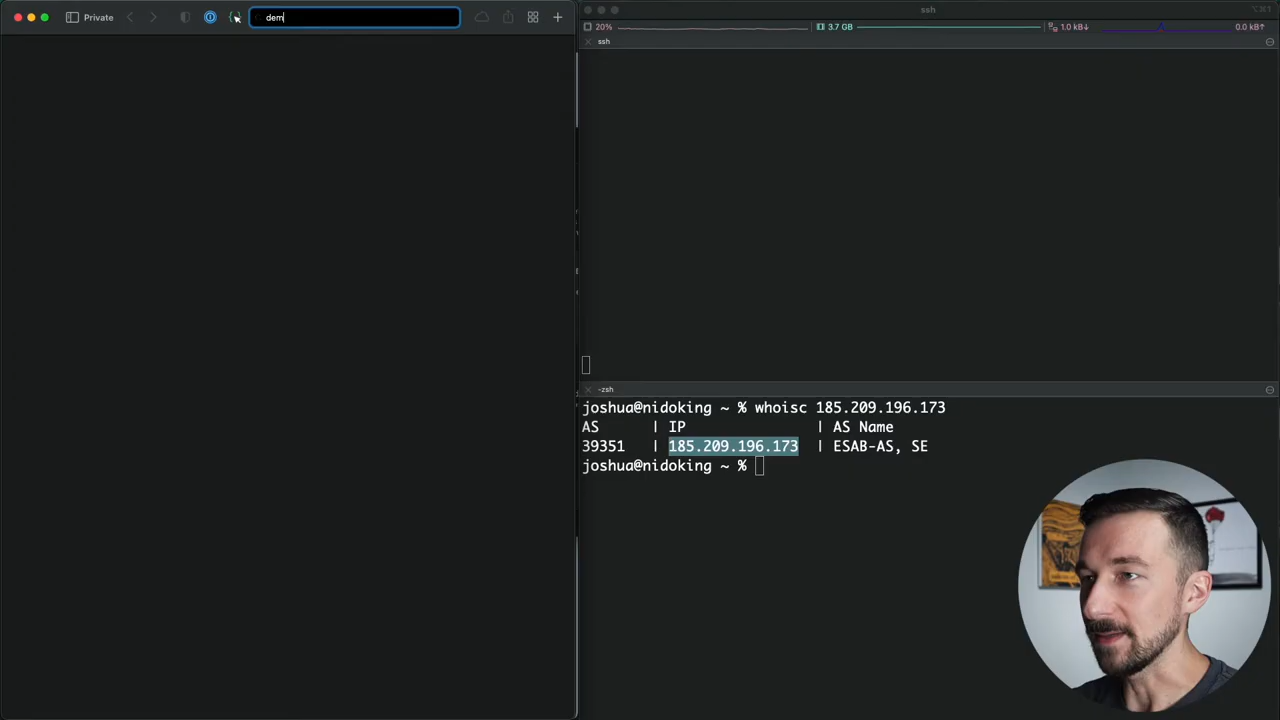 Private
dem
ssh
⌥⌘1
20%
3.7 GB
1.0 kB↓
0.0 kB↑
ssh
-zsh
joshua@nidoking ~ % whoisc 185.209.196.173
AS | IP | AS Name
39351 | 185.209.196.173 | ESAB-AS, SE
joshua@nidoking ~ %